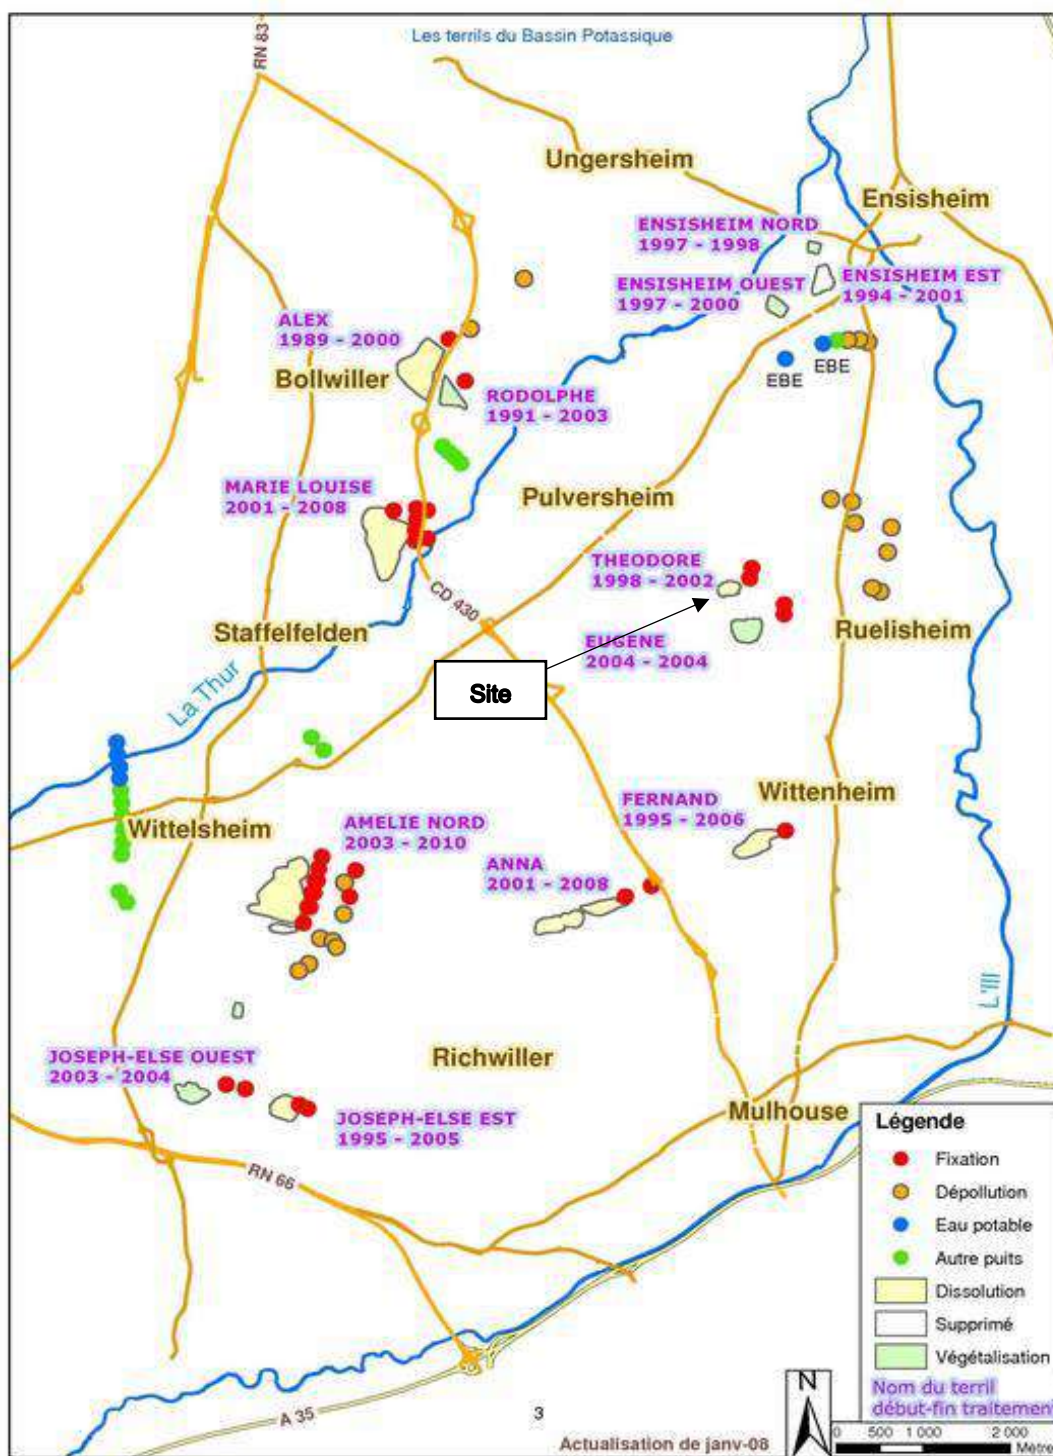 Les terrils du Bassin Potassique
RN 83
Ungersheim
Ensisheim
ENSISHEIM NORD
1997 - 1998
ENSISHEIM OUEST
1997 - 2000
ENSISHEIM EST
1994 - 2001
ALEX
1989 - 2000
Bollwiller
EBE
EBE
RODOLPHE
1991 - 2003
MARIE LOUISE
2001 - 2008
Pulversheim
THEODORE
1998 - 2002
CD 430
Staffelfelden
EUGENE
2004 - 2004
Ruelisheim
Site
La Thur
Wittelsheim
AMELIE NORD
2003 - 2010
FERNAND
1995 - 2006
Wittenheim
ANNA
2001 - 2008
L'Ill
JOSEPH-ELSE OUEST
2003 - 2004
Richwiller
JOSEPH-ELSE EST
1995 - 2005
Mulhouse
RN 66
Légende
Fixation
Dépollution
Eau potable
Autre puits
Dissolution
Supprimé
Végétalisation
Nom du terril
début-fin traitement
N
A 35
3
Actualisation de janv-08
0 500 1 000 2 000